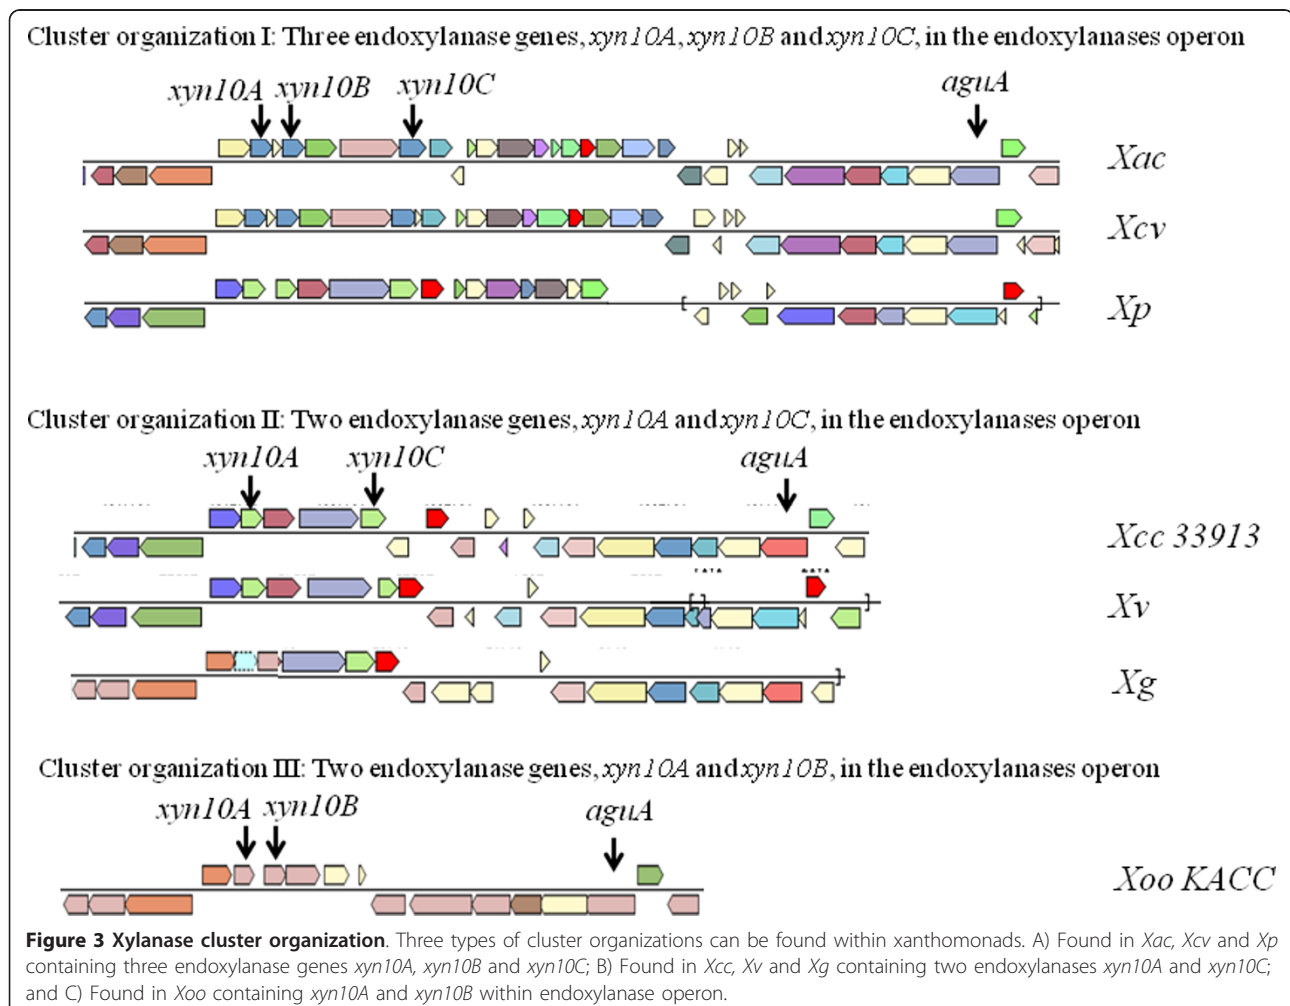 Cluster organization I: Three endoxylanase genes, xyn10A, xyn10B and xyn10C, in the endoxylanases operon
xyn10A xyn10B xyn10C aguA
Xac
Xcv
Xp
Cluster organization II: Two endoxylanase genes, xyn10A and xyn10C, in the endoxylanases operon
xyn10A xyn10C aguA
Xcc 33913
Xv
Xg
Cluster organization III: Two endoxylanase genes, xyn10A and xyn10B, in the endoxylanases operon
xyn10A xyn10B aguA
Xoo KACC
Figure 3 Xylanase cluster organization. Three types of cluster organizations can be found within xanthomonads. A) Found in Xac, Xcv and Xp
containing three endoxylanase genes xyn10A, xyn10B and xyn10C; B) Found in Xcc, Xv and Xg containing two endoxylanases xyn10A and xyn10C;
and C) Found in Xoo containing xyn10A and xyn10B within endoxylanase operon.